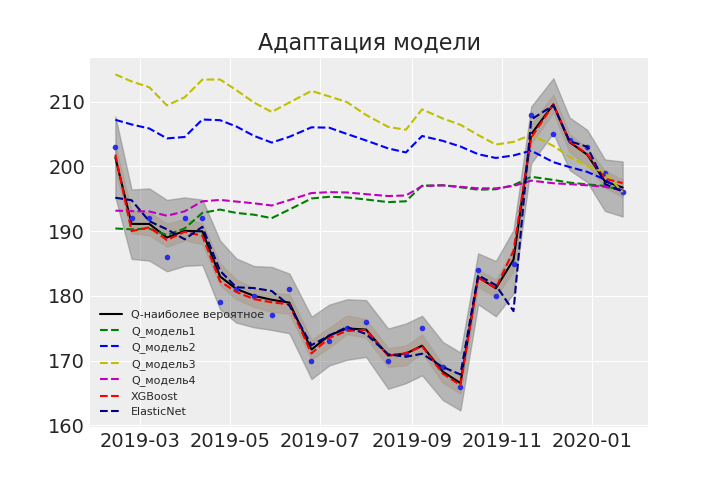 Адаптация модели
210
200
190
180
170
160
Q-наиболее вероятное
Q_модель1
Q_модель2
Q_модель3
Q_модель4
XGBoost
ElasticNet
2019-03 2019-05 2019-07 2019-09 2019-11 2020-01